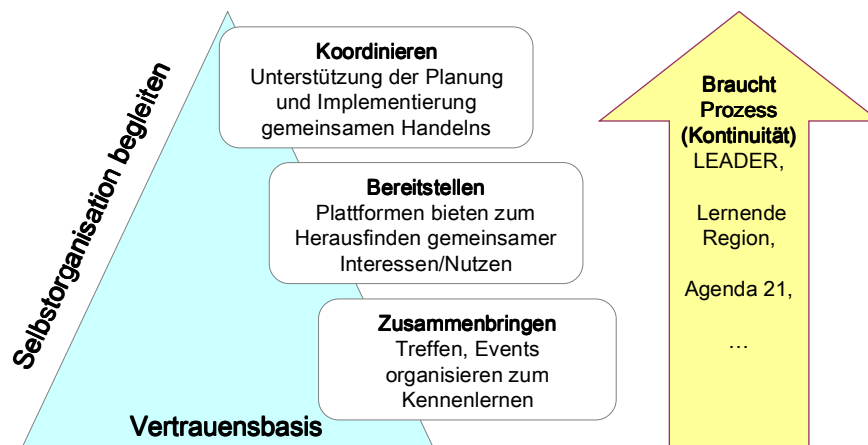 Selbstorganisation begleiten
Koordinieren
Unterstützung der Planung
und Implementierung
gemeinsamen Handelns
Bereitstellen
Plattformen bieten zum
Herausfinden gemeinsamer
Interessen/Nutzen
Zusammenbringen
Treffen, Events
organisieren zum
Kennenlernen
Vertrauensbasis
Braucht
Prozess
(Kontinuität)
LEADER,
Lernende
Region,
Agenda 21,
…